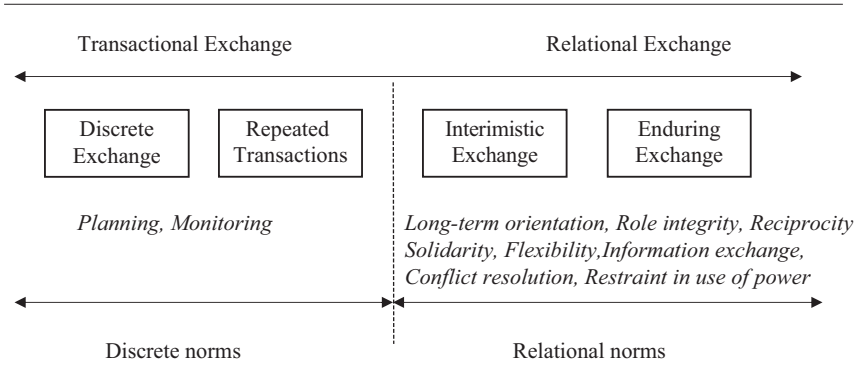 Transactional Exchange
Relational Exchange
Discrete
Exchange
Repeated
Transactions
Interimistic
Exchange
Enduring
Exchange
Planning, Monitoring
Long-term orientation, Role integrity, Reciprocity
Solidarity, Flexibility,Information exchange,
Conflict resolution, Restraint in use of power
Discrete norms
Relational norms